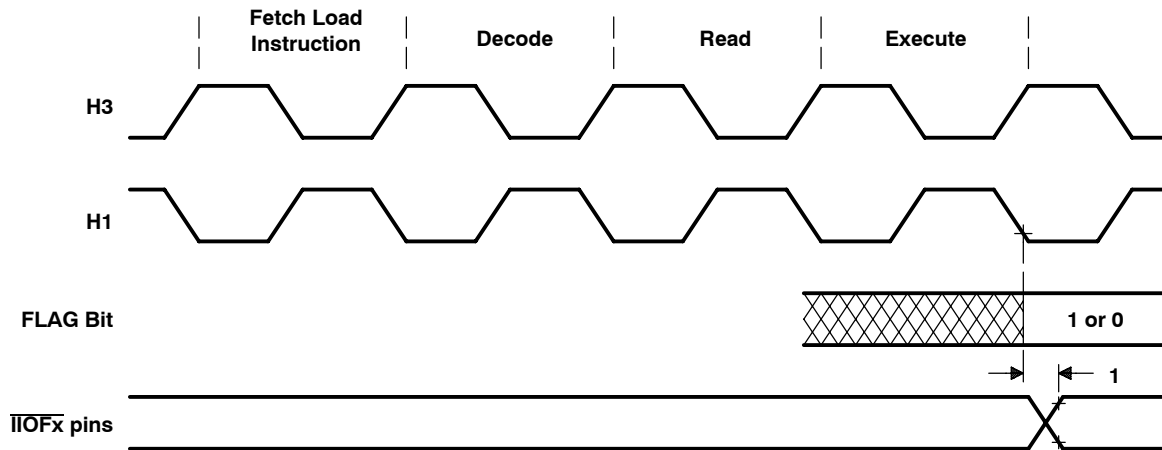 Fetch Load
Instruction
Decode
Read
Execute
H3
H1
FLAG Bit
1 or 0
1
IIOFx pins